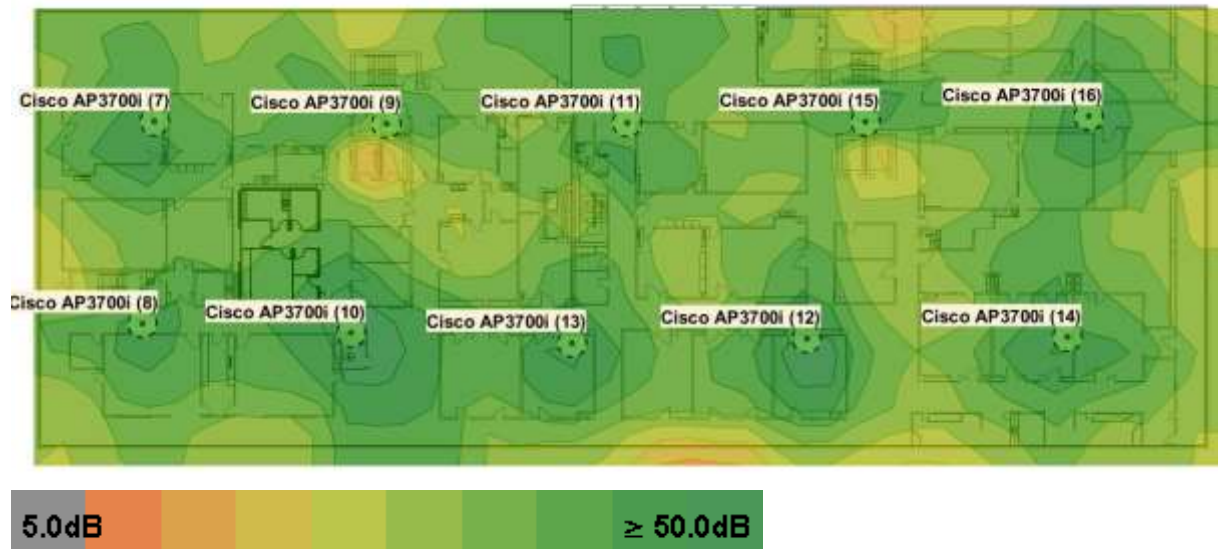 Cisco AP3700i (7)
Cisco AP3700i (9)
Cisco AP3700i (11)
Cisco AP3700i (15)
Cisco AP3700i (16)
Cisco AP3700i (8)
Cisco AP3700i (10)
Cisco AP3700i (13)
Cisco AP3700i (12)
Cisco AP3700i (14)
5.0dB
≥ 50.0dB